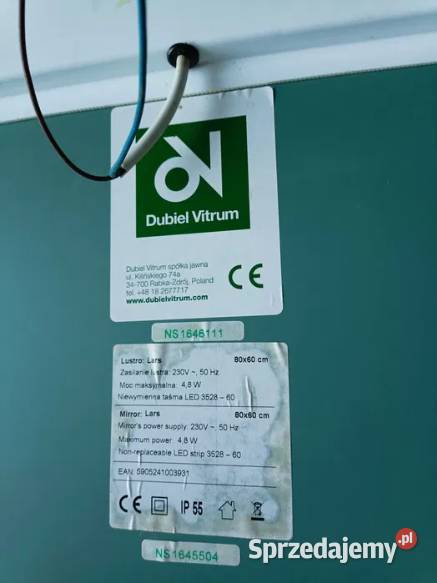 Dubiel Vitrum
Dubiel Vitrum spółka jawna
ul. Kilińskiego 74a
34-700 Rabka-Zdrój, Poland
tel. +48 18 2677717
www.dubielvitrum.com
CE
NS1646111
Lustro: Lars 80x60 cm
Zasilanie lustra: 230V ~, 50 Hz
Moc maksymalna: 4,8 W
Niewymienna taśma LED 3528 – 60
Mirror: Lars 80x60 cm
Mirror's power supply: 230V ~, 50 Hz
Maximum power: 4,8 W
Non-replaceable LED strip 3528 – 60
EAN: 5905241003931
CE IP 55
NS1645504
Sprzedajemy.pl